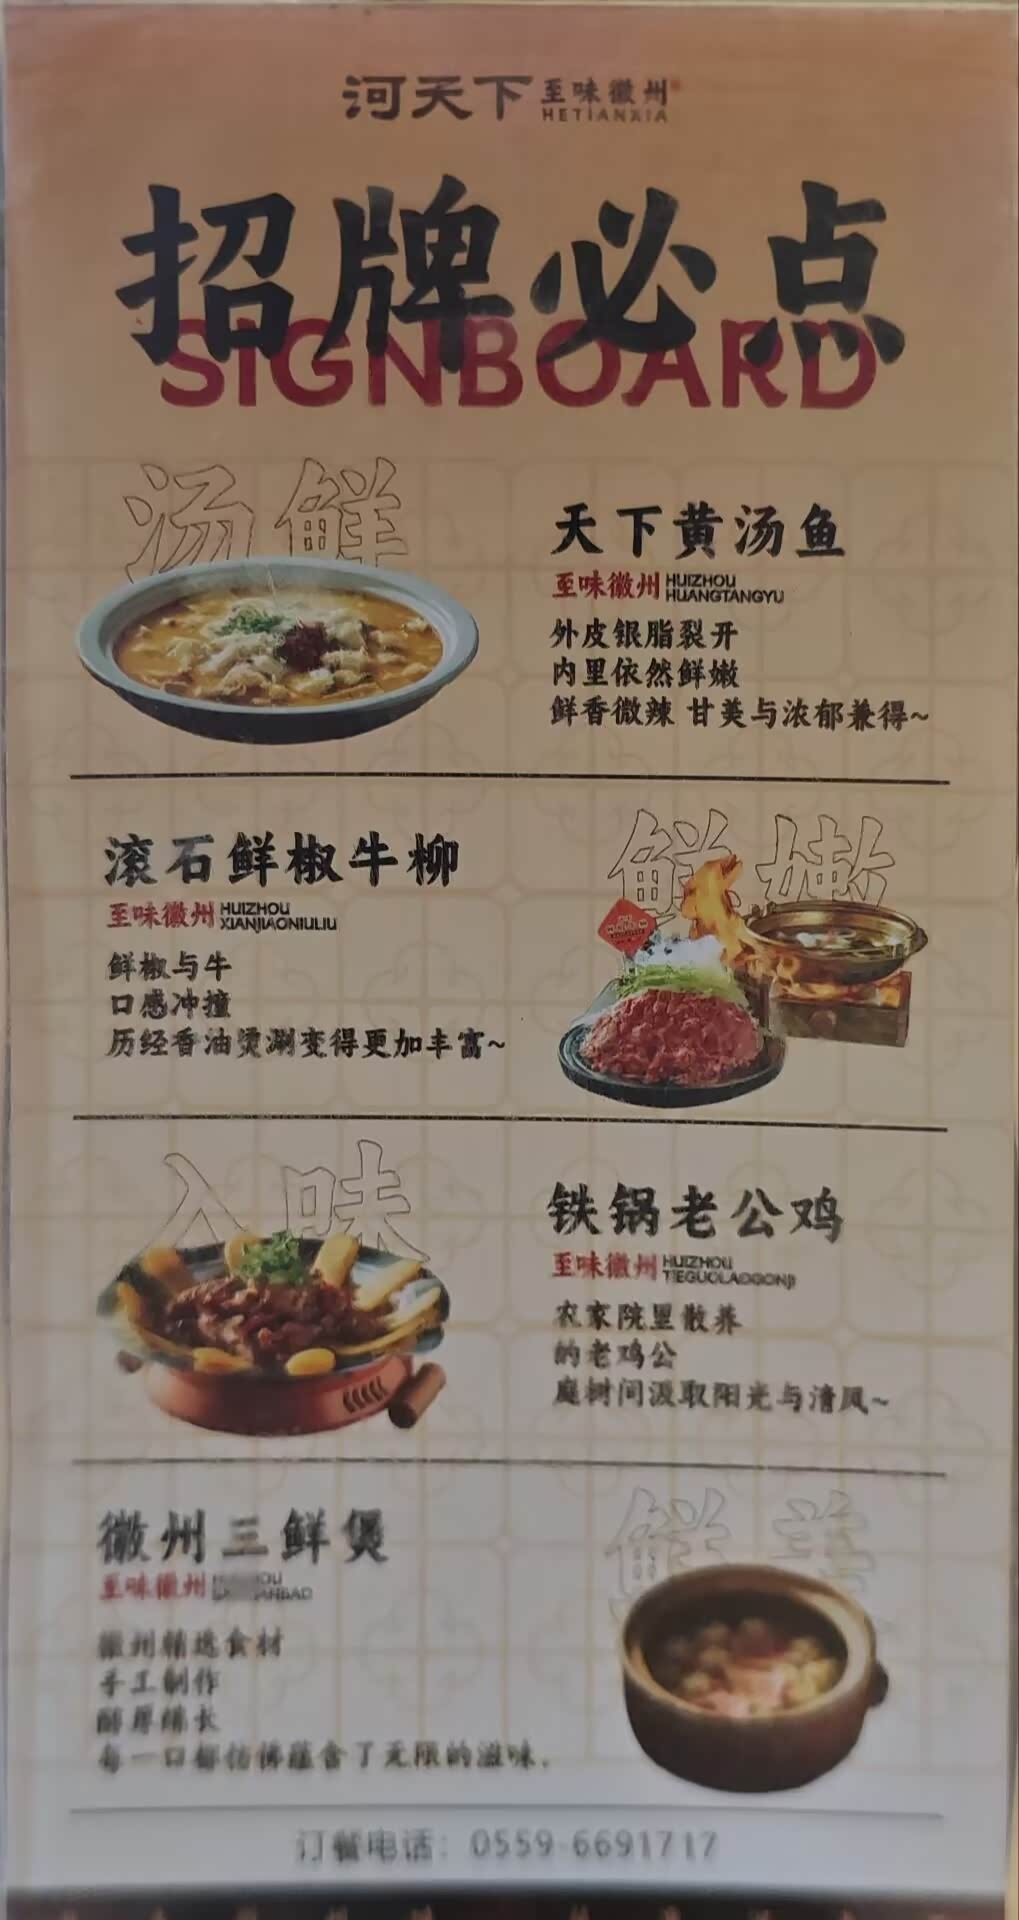 河天下 至味徽州
HETIANXIA
招牌必点
SIGNBOARD
汤鲜
天下黄汤鱼
至味徽州 HUIZHOU
HUANGTANGYU
外皮银脂裂开
内里依然鲜嫩
鲜香微辣 甘美与浓郁兼得~
滚石鲜椒牛柳
至味徽州 HUIZHOU
XIANJIAONIULIU
鲜椒与牛
口感冲撞
历经香油烫涮变得更加丰富~
鲜嫩
入味
铁锅老公鸡
至味徽州 HUIZHOU
TIEGUOLAOGONJI
农家院里散养
的老鸡公
庭树间汲取阳光与清风~
徽州三鲜煲
至味徽州
徽州精选食材
手工制作
醇厚绵长
每一口都仿佛蕴含了无限的滋味.
鲜美
订餐电话: 0559-6691717